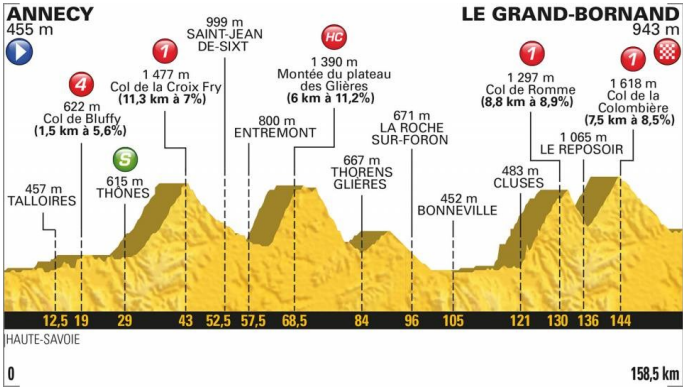 ANNECY
455 m
LE GRAND-BORNAND
943 m
4
622 m
Col de Bluffy
(1,5 km à 5,6%)
1
1 477 m
Col de la Croix Fry
(11,3 km à 7%)
999 m
SAINT-JEAN
DE-SIXT
HC
1 390 m
Montée du plateau
des Glières
(6 km à 11,2%)
1
1 297 m
Col de Romme
(8,8 km à 8,9%)
1
1 618 m
Col de la
Colombière
(7,5 km à 8,5%)
457 m
TALLOIRES
S
615 m
THÔNES
800 m
ENTREMONT
667 m
THORENS
GLIÈRES
671 m
LA ROCHE
SUR-FORON
452 m
BONNEVILLE
483 m
CLUSES
1 065 m
LE REPOSOIR
12,5 19 29 43 52,5 57,5 68,5 84 96 105 121 130 136 144
HAUTE-SAVOIE
0
158,5 km